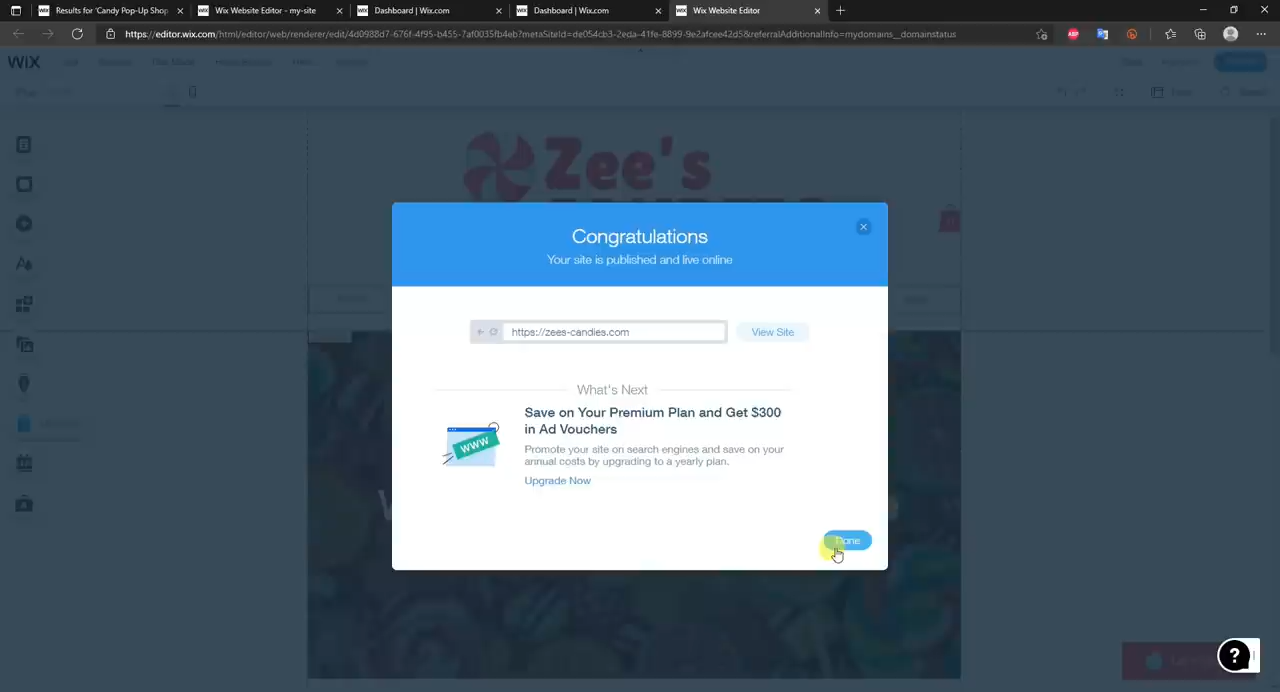 Results for 'Candy Pop-Up Shop
Wix Website Editor - my-site
Dashboard | Wix.com
Dashboard | Wix.com
Wix Website Editor
https://editor.wix.com/html/editor/web/renderer/edit/4d0988d7-676f-4f95-b455-7af0035fb4eb?metaSiteId=de054cb3-2eda-41fe-8899-9e2afcee42d5&referralAdditionalInfo=mydomains__domainstatus
ABP
WiX
Zee's
Congratulations
Your site is published and live online
https://zees-candies.com
View Site
What's Next
Save on Your Premium Plan and Get $300
in Ad Vouchers
WWW
Promote your site on search engines and save on your
annual costs by upgrading to a yearly plan.
Upgrade Now
Done
?